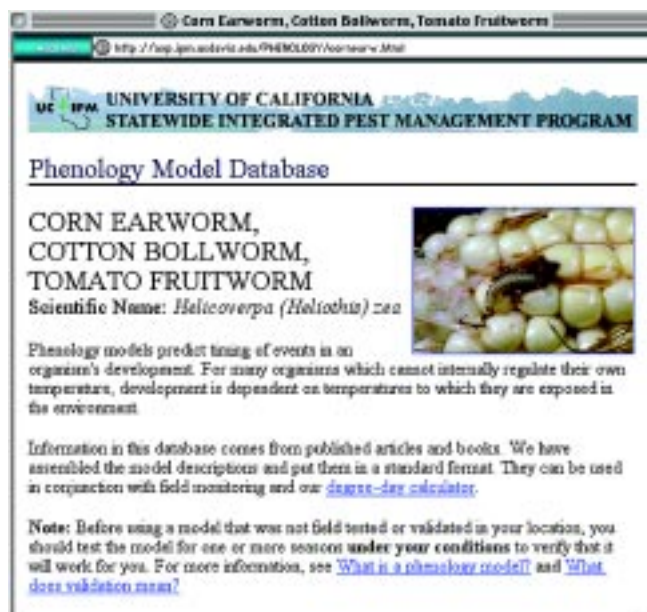 Corn Earworm, Cotton Bollworm, Tomato Fruitworm
UC IPM UNIVERSITY OF CALIFORNIA
STATEWIDE INTEGRATED PEST MANAGEMENT PROGRAM
Phenology Model Database
CORN EARWORM,
COTTON BOLLWORM,
TOMATO FRUITWORM
Scientific Name: Helicoverpa (Heliothis) zea
Phenology models predict timing of events in an
organism's development. For many organisms which cannot internally regulate their own
temperature, development is dependent on temperatures to which they are exposed in
the environment.
Information in this database comes from published articles and books. We have
assembled the model descriptions and put them in a standard format. They can be used
in conjunction with field monitoring and our degree-day calculator.
Note: Before using a model that was not field tested or validated in your location, you
should test the model for one or more seasons under your conditions to verify that it
will work for you. For more information, see What is a phenology model? and What
does validation mean?